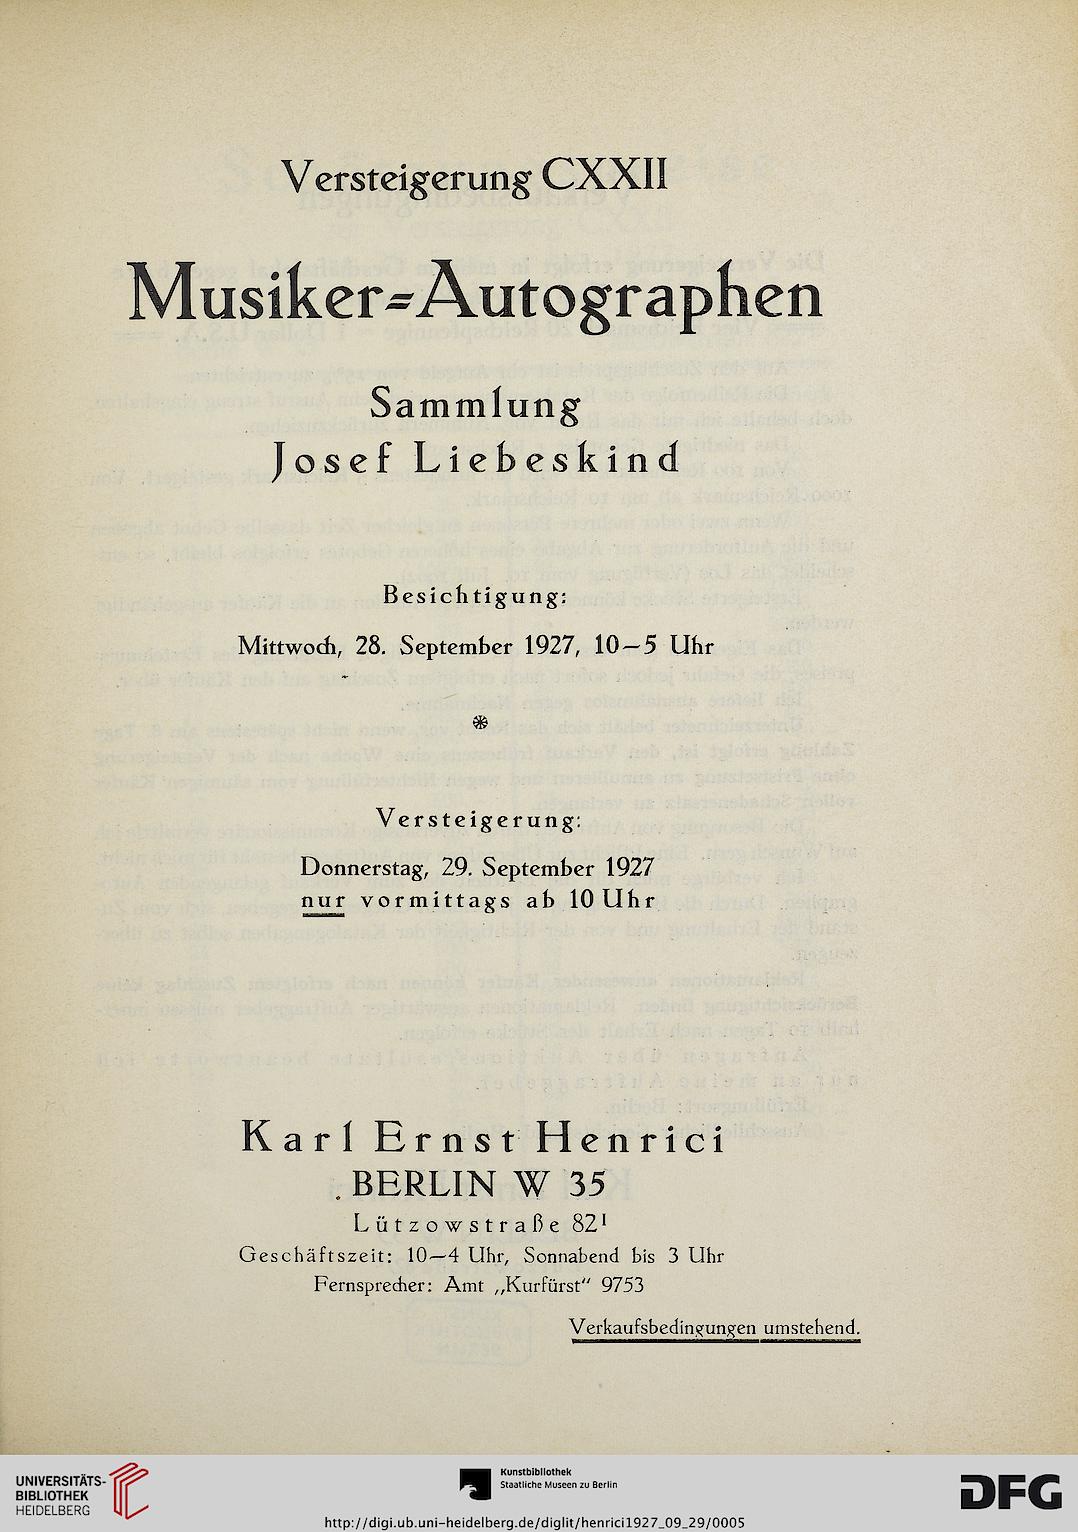 Versteigerung CXXII
Musiker=Autographen
Sammlung
Josef Liebeskind
Besichtigung:
Mittwoch, 28. September 1927, 10—5 Uhr
Versteigerung:
Donnerstag, 29. September 1927
nur vormittags ab 10 Uhr
Karl Ernst Henrici
BERLIN W 35
Lützowstraße 82ᴵ
Geschäftszeit: 10—4 Uhr, Sonnabend bis 3 Uhr
Fernsprecher: Amt „Kurfürst" 9753
Verkaufsbedingungen umstehend.
UNIVERSITÄTS-
BIBLIOTHEK
HEIDELBERG
Kunstbibliothek
Staatliche Museen zu Berlin
DFG
http://digi.ub.uni-heidelberg.de/diglit/henrici1927_09_29/0005